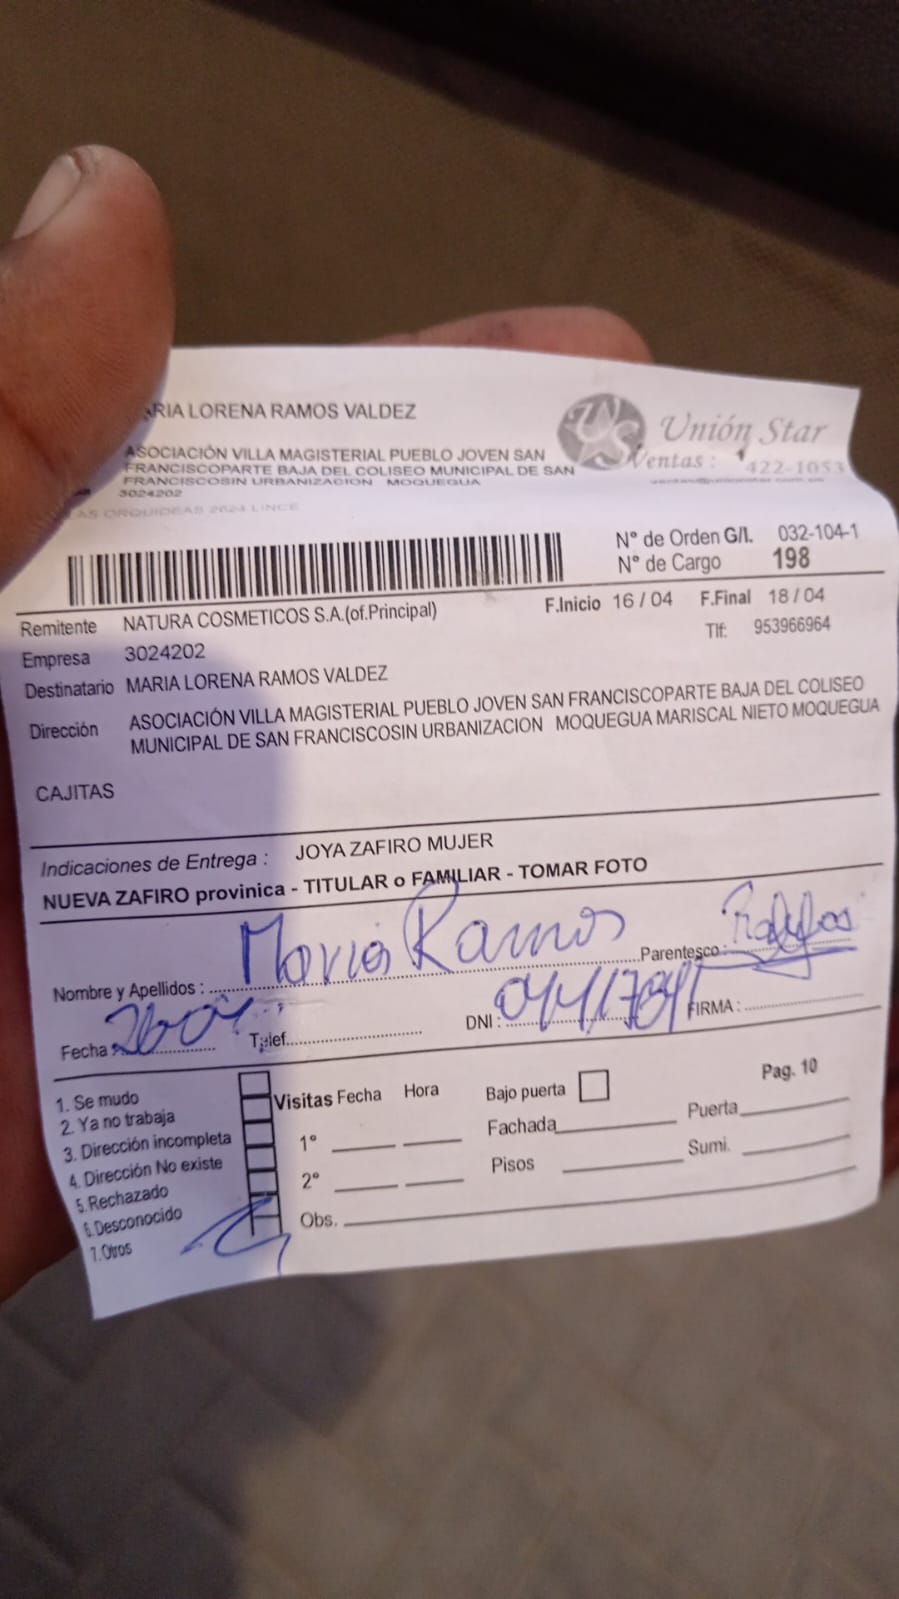 RIA LORENA RAMOS VALDEZ
Unión Star
ASOCIACIÓN VILLA MAGISTERIAL PUEBLO JOVEN SAN
FRANCISCOPARTE BAJA DEL COLISEO MUNICIPAL DE SAN
FRANCISCOSIN URBANIZACION MOQUEGUA
3024202
Ventas : 422-1053
AS ORQUIDEAS 2624 LINCE
N° de Orden G/I. 032-104-1
N° de Cargo 198
Remitente NATURA COSMETICOS S.A.(of.Principal)
F.Inicio 16 / 04 F.Final 18 / 04
Empresa 3024202
Tlf: 953966964
Destinatario MARIA LORENA RAMOS VALDEZ
Dirección ASOCIACIÓN VILLA MAGISTERIAL PUEBLO JOVEN SAN FRANCISCOPARTE BAJA DEL COLISEO
MUNICIPAL DE SAN FRANCISCOSIN URBANIZACION MOQUEGUA MARISCAL NIETO MOQUEGUA
CAJITAS
Indicaciones de Entrega : JOYA ZAFIRO MUJER
NUEVA ZAFIRO provinica - TITULAR o FAMILIAR - TOMAR FOTO
Nombre y Apellidos : Maria Ramos Parentesco :
Fecha : Telef. DNI : FIRMA :
1. Se mudo
2. Ya no trabaja
3. Dirección incompleta
4. Dirección No existe
5. Rechazado
6. Desconocido
7. Otros
Visitas Fecha Hora
1°
2°
Obs.
Bajo puerta
Pag. 10
Fachada Puerta
Pisos Sumi.